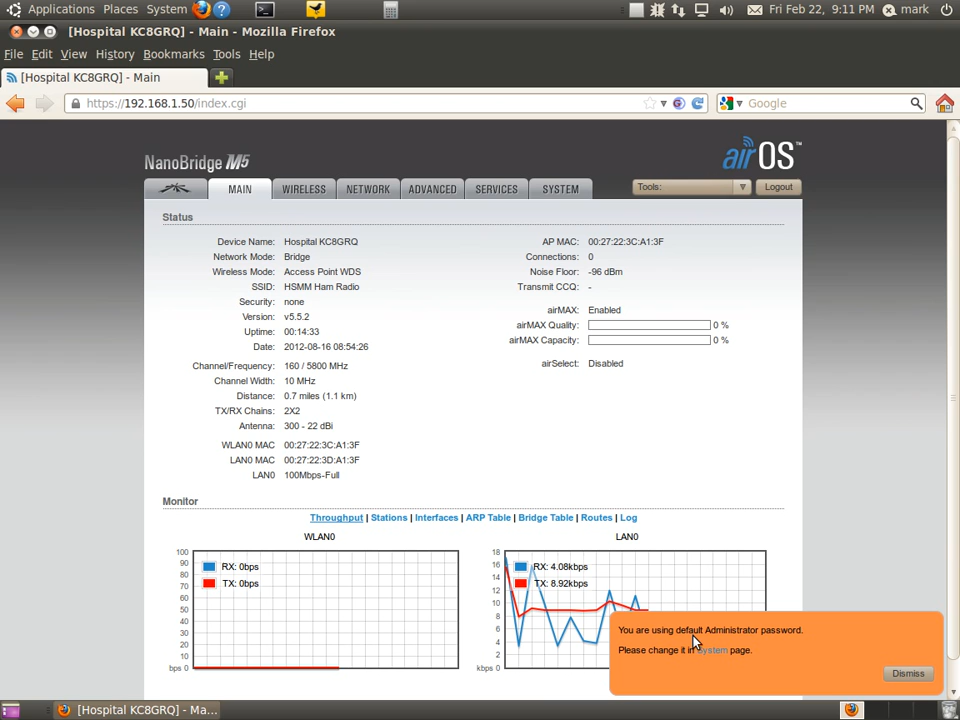 Applications Places System Fri Feb 22, 9:11 PM mark
[Hospital KC8GRQ] - Main - Mozilla Firefox
File Edit View History Bookmarks Tools Help
[Hospital KC8GRQ] - Main
https://192.168.1.50/index.cgi Google
NanoBridge M5 airOS™
MAIN WIRELESS NETWORK ADVANCED SERVICES SYSTEM Tools: Logout
Status
Device Name: Hospital KC8GRQ
Network Mode: Bridge
Wireless Mode: Access Point WDS
SSID: HSMM Ham Radio
Security: none
Version: v5.5.2
Uptime: 00:14:33
Date: 2012-08-16 08:54:26
Channel/Frequency: 160 / 5800 MHz
Channel Width: 10 MHz
Distance: 0.7 miles (1.1 km)
TX/RX Chains: 2X2
Antenna: 300 - 22 dBi
WLAN0 MAC 00:27:22:3C:A1:3F
LAN0 MAC 00:27:22:3D:A1:3F
LAN0 100Mbps-Full
AP MAC: 00:27:22:3C:A1:3F
Connections: 0
Noise Floor: -96 dBm
Transmit CCQ: -
airMAX: Enabled
airMAX Quality: 0 %
airMAX Capacity: 0 %
airSelect: Disabled
Monitor
Throughput | Stations | Interfaces | ARP Table | Bridge Table | Routes | Log
WLAN0
100
90
80
70
60
50
40
30
20
10
bps 0
RX: 0bps
TX: 0bps
LAN0
18
16
14
12
10
8
6
4
2
kbps 0
RX: 4.08kbps
TX: 8.92kbps
You are using default Administrator password.
Please change it in System page.
Dismiss
[Hospital KC8GRQ] - Ma...